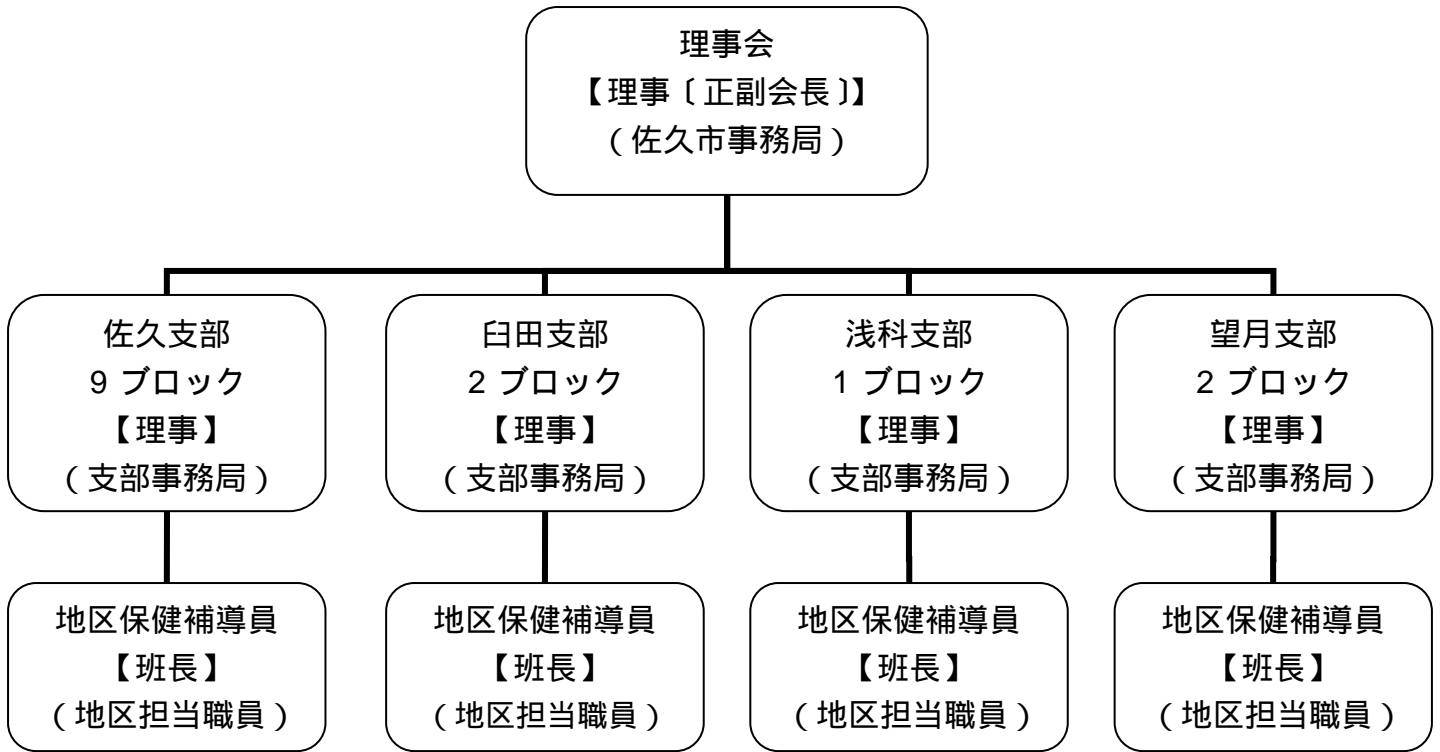 理事会
【理事〔正副会長〕】
（佐久市事務局）
佐久支部
9 ブロック
【理事】
（支部事務局）
臼田支部
2 ブロック
【理事】
（支部事務局）
浅科支部
1 ブロック
【理事】
（支部事務局）
望月支部
2 ブロック
【理事】
（支部事務局）
地区保健補導員
【班長】
（地区担当職員）
地区保健補導員
【班長】
（地区担当職員）
地区保健補導員
【班長】
（地区担当職員）
地区保健補導員
【班長】
（地区担当職員）